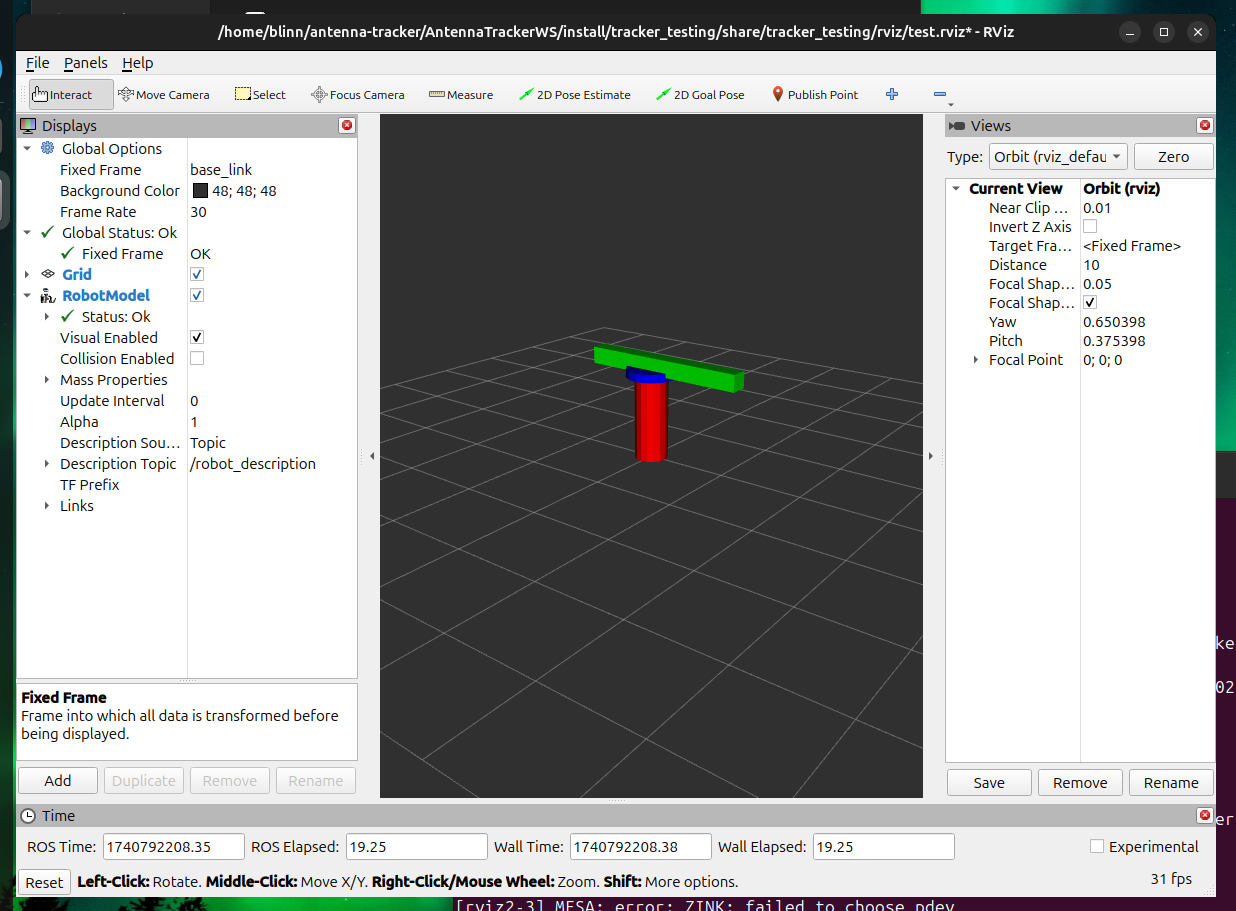 /home/blinn/antenna-tracker/AntennaTrackerWS/install/tracker_testing/share/tracker_testing/rviz/test.rviz* - RViz
File Panels Help
Interact Move Camera Select Focus Camera Measure 2D Pose Estimate 2D Goal Pose Publish Point
Displays
Global Options
Fixed Frame base_link
Background Color 48; 48; 48
Frame Rate 30
Global Status: Ok
Fixed Frame OK
Grid
RobotModel
Status: Ok
Visual Enabled
Collision Enabled
Mass Properties
Update Interval 0
Alpha 1
Description Sou... Topic
Description Topic /robot_description
TF Prefix
Links
Fixed Frame
Frame into which all data is transformed before
being displayed.
Add Duplicate Remove Rename
Views
Type: Orbit (rviz_defau Zero
Current View Orbit (rviz)
Near Clip ... 0.01
Invert Z Axis
Target Fra... <Fixed Frame>
Distance 10
Focal Shap... 0.05
Focal Shap...
Yaw 0.650398
Pitch 0.375398
Focal Point 0; 0; 0
Save Remove Rename
ke
02
er
Time
ROS Time: 1740792208.35 ROS Elapsed: 19.25 Wall Time: 1740792208.38 Wall Elapsed: 19.25 Experimental
Reset Left-Click: Rotate. Middle-Click: Move X/Y. Right-Click/Mouse Wheel: Zoom. Shift: More options. 31 fps
[rviz2-3] MESA: error: ZINK: failed to choose pdev